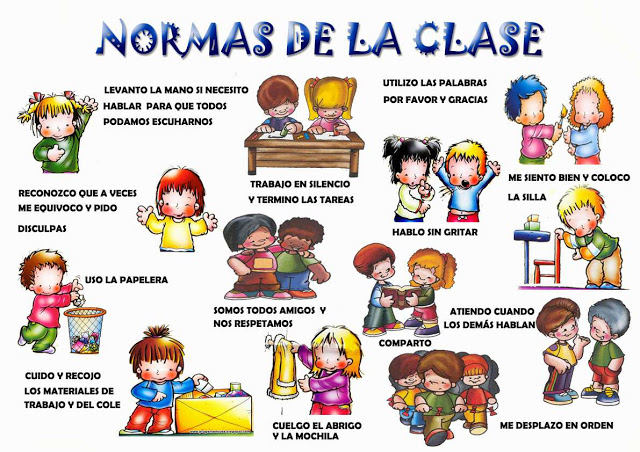 NORMAS DE LA CLASE
LEVANTO LA MANO SI NECESITO
HABLAR PARA QUE TODOS
PODAMOS ESCUHARNOS
UTILIZO LAS PALABRAS
POR FAVOR Y GRACIAS
TRABAJO EN SILENCIO
Y TERMINO LAS TAREAS
ME SIENTO BIEN Y COLOCO
LA SILLA
RECONOZCO QUE A VECES
ME EQUIVOCO Y PIDO
DISCULPAS
HABLO SIN GRITAR
USO LA PAPELERA
SOMOS TODOS AMIGOS Y
NOS RESPETAMOS
COMPARTO
ATIENDO CUANDO
LOS DEMÁS HABLAN
CUIDO Y RECOJO
LOS MATERIALES DE
TRABAJO Y DEL COLE
CUELGO EL ABRIGO
Y LA MOCHILA
ME DESPLAZO EN ORDEN